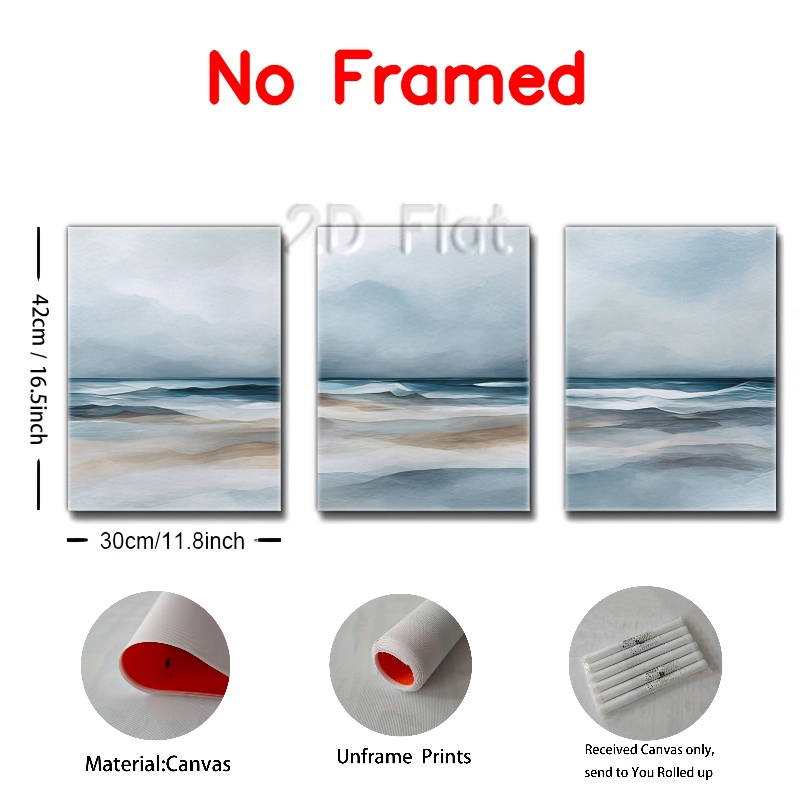 No Framed
2D Flat
42cm / 16.5inch
30cm/11.8inch
Material:Canvas
Unframe Prints
Received Canvas only,
send to You Rolled up